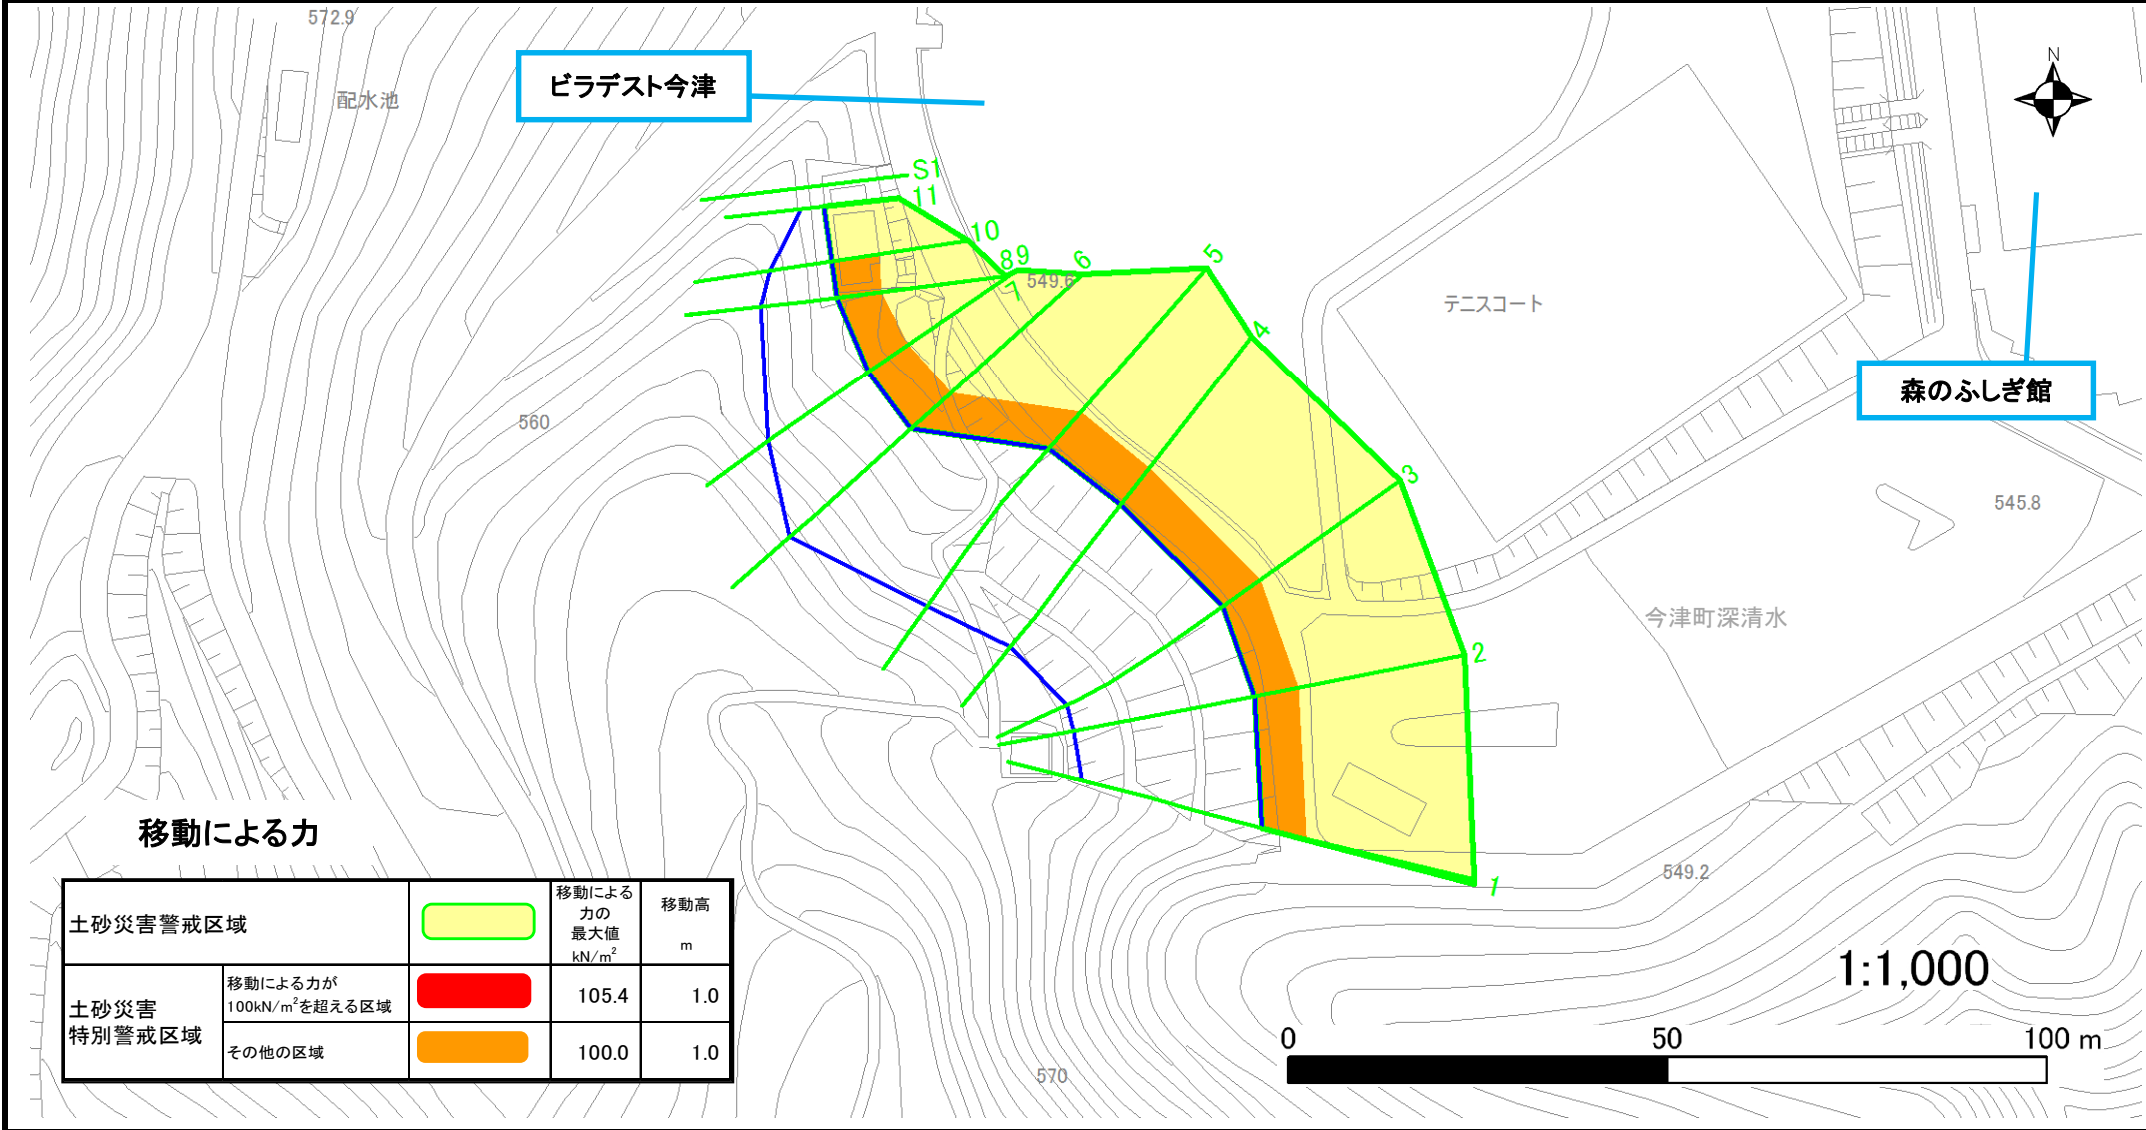 572.9
ビラデスト今津
N
配水池
S1
11
10
8
9
6
5
7
549.6
4
テニスコート
3
森のふしぎ館
560
545.8
今津町深清水
2
移動による力
549.2
1
土砂災害警戒区域
移動による
力の
最大値
kN/m²
移動高
m
土砂災害
特別警戒区域
移動による力が
100kN/m²を超える区域
105.4
1.0
その他の区域
100.0
1.0
1:1,000
0
50
100 m
570